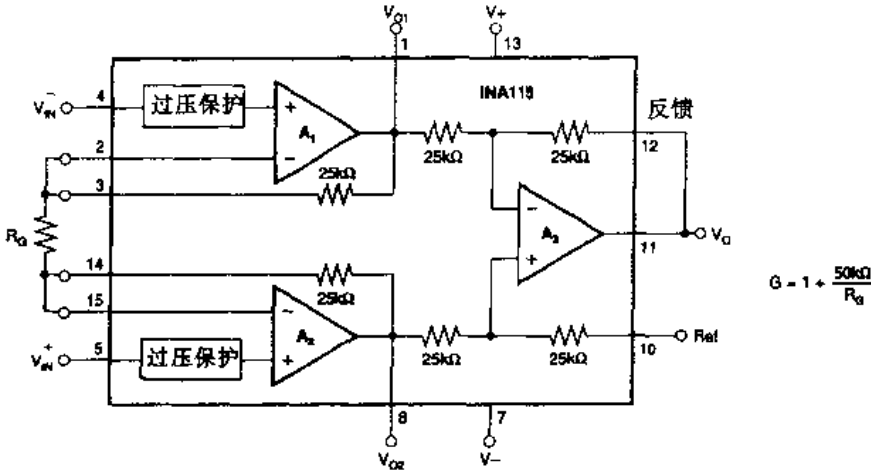 V_O1
V+
1
13
INA115
V_IN^-
4
过压保护
+
A_1
−
25kΩ
25kΩ
反馈
12
2
3
25kΩ
R_G
−
A_3
+
11
V_O
G = 1 + 50kΩ/R_G
14
25kΩ
15
−
A_2
+
25kΩ
25kΩ
10
Ref
V_IN^+
5
过压保护
8
7
V_O2
V−